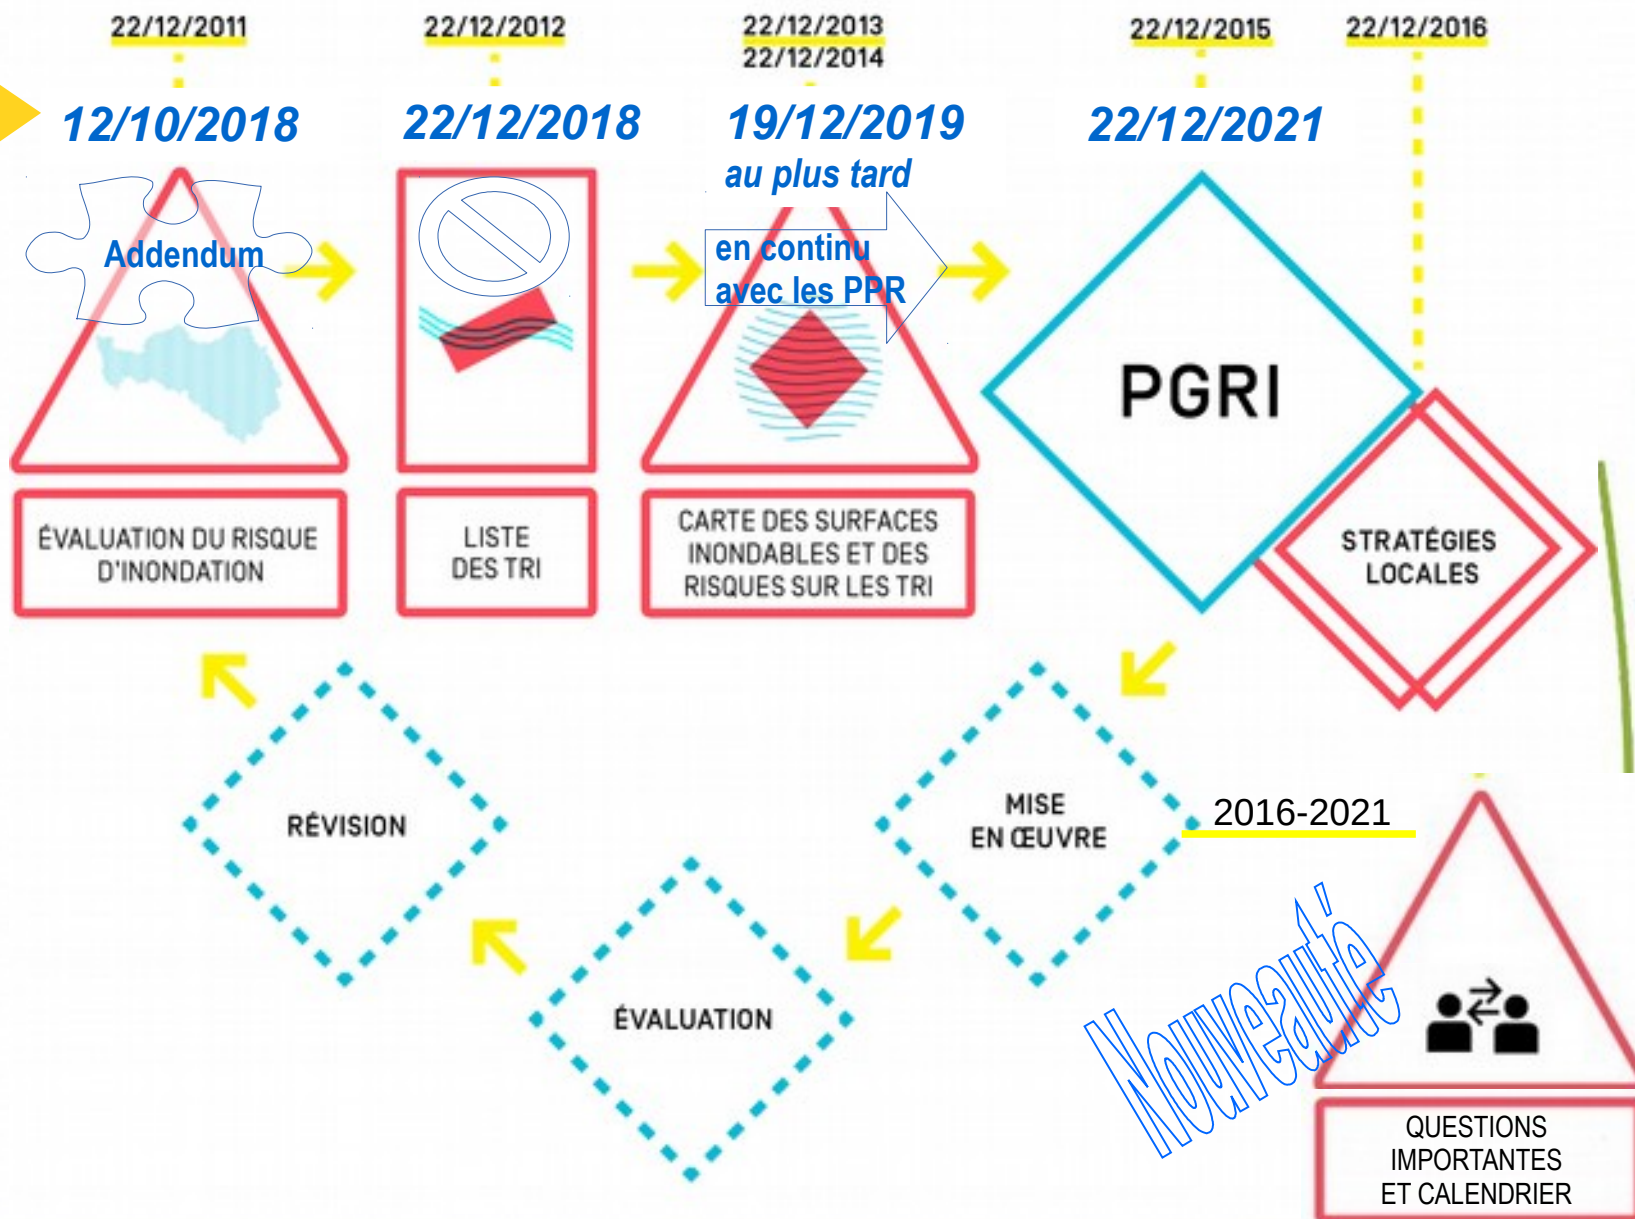 22/12/2011
22/12/2012
22/12/2013
22/12/2014
22/12/2015
22/12/2016
12/10/2018
22/12/2018
19/12/2019
au plus tard
22/12/2021
Addendum
en continu
avec les PPR
PGRI
STRATÉGIES
LOCALES
ÉVALUATION DU RISQUE
D'INONDATION
LISTE
DES TRI
CARTE DES SURFACES
INONDABLES ET DES
RISQUES SUR LES TRI
RÉVISION
MISE
EN ŒUVRE
2016-2021
ÉVALUATION
Nouveauté
QUESTIONS
IMPORTANTES
ET CALENDRIER